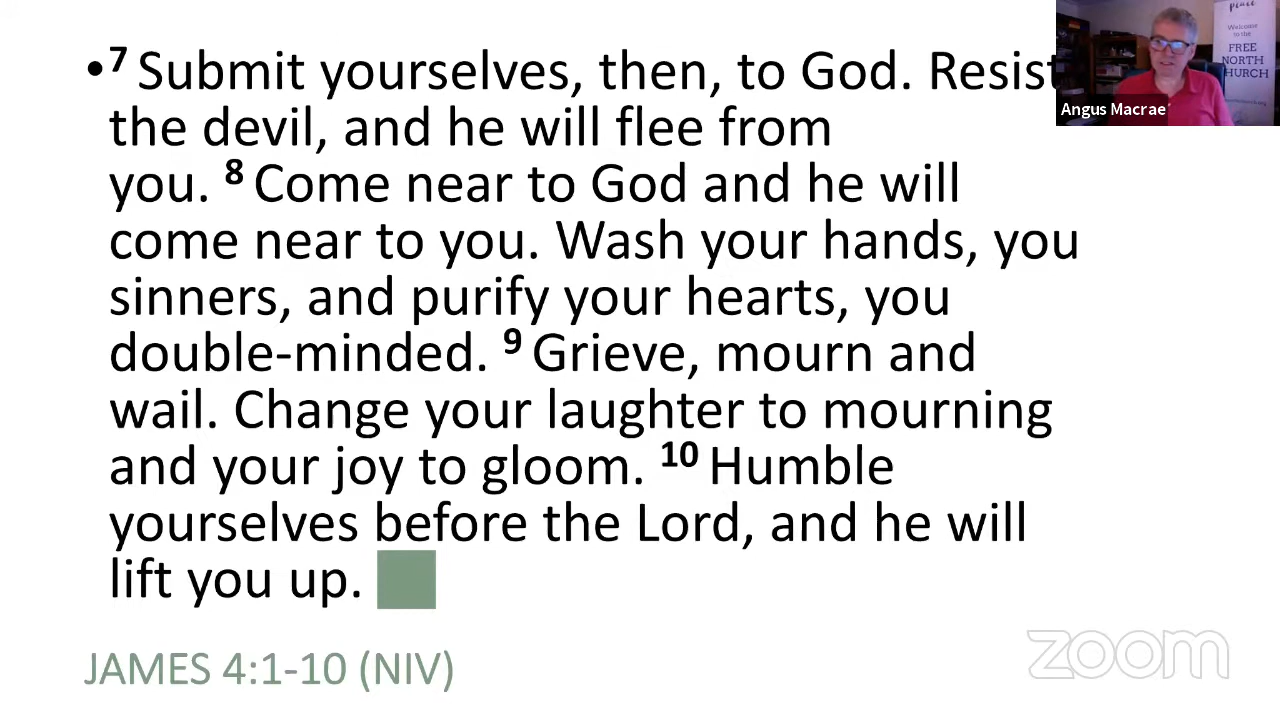 •7 Submit yourselves, then, to God. Resist
the devil, and he will flee from
you. 8 Come near to God and he will
come near to you. Wash your hands, you
sinners, and purify your hearts, you
double-minded. 9 Grieve, mourn and
wail. Change your laughter to mourning
and your joy to gloom. 10 Humble
yourselves before the Lord, and he will
lift you up.
JAMES 4:1-10 (NIV)
peace
Welcome
to the
FREE
NORTH
CHURCH
Angus Macrae
zoom